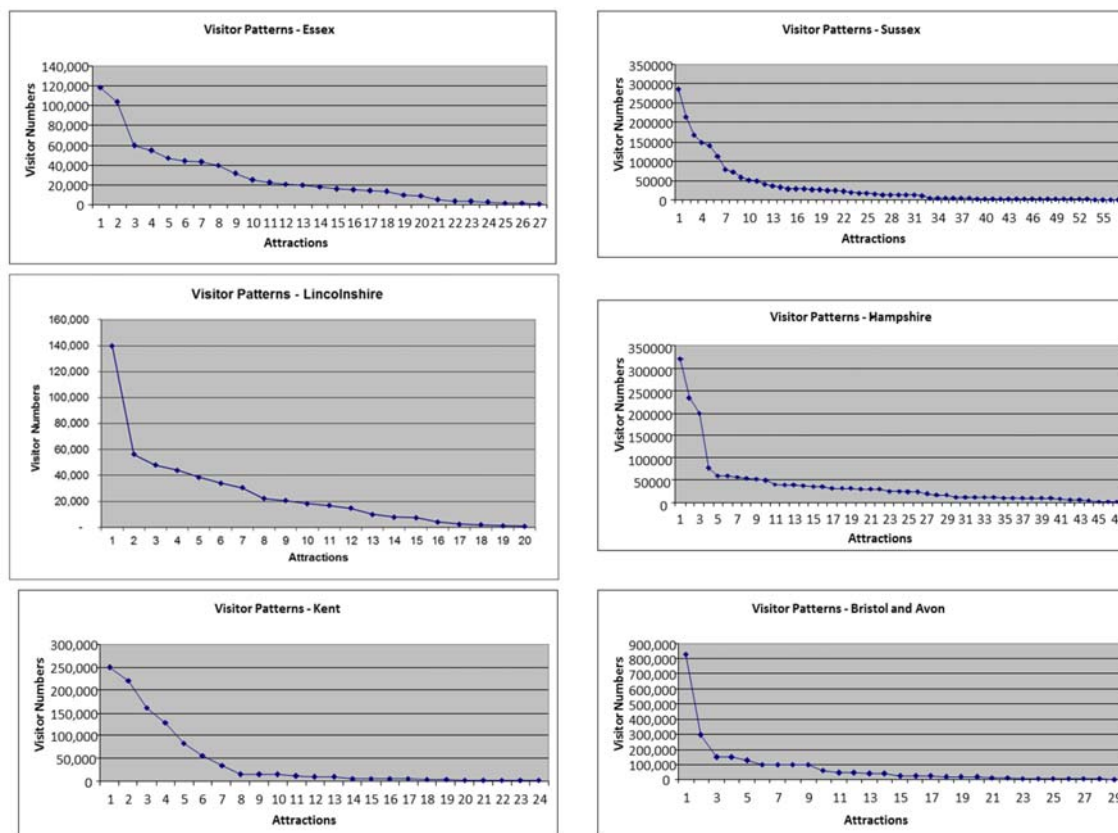 Visitor Patterns - Essex
Visitor Numbers
140,000
120,000
100,000
80,000
60,000
40,000
20,000
0
1 2 3 4 5 6 7 8 9 10 11 12 13 14 15 16 17 18 19 20 21 22 23 24 25 26 27
Attractions
Visitor Patterns - Sussex
Visitor Numbers
350000
300000
250000
200000
150000
100000
50000
0
1 4 7 10 13 16 19 22 25 28 31 34 37 40 43 46 49 52 55
Attractions
Visitor Patterns - Lincolnshire
Visitor Numbers
160,000
140,000
120,000
100,000
80,000
60,000
40,000
20,000
-
1 2 3 4 5 6 7 8 9 10 11 12 13 14 15 16 17 18 19 20
Attractions
Visitor Patterns - Hampshire
Visitor Numbers
350000
300000
250000
200000
150000
100000
50000
0
1 3 5 7 9 11 13 15 17 19 21 23 25 27 29 31 33 35 37 39 41 43 45 4
Attractions
Visitor Patterns - Kent
Visitor Numbers
300,000
250,000
200,000
150,000
100,000
50,000
0
1 2 3 4 5 6 7 8 9 10 11 12 13 14 15 16 17 18 19 20 21 22 23 24
Attractions
Visitor Patterns - Bristol and Avon
Visitor Numbers
900,000
800,000
700,000
600,000
500,000
400,000
300,000
200,000
100,000
0
1 3 5 7 9 11 13 15 17 19 21 23 25 27 29
Attractions